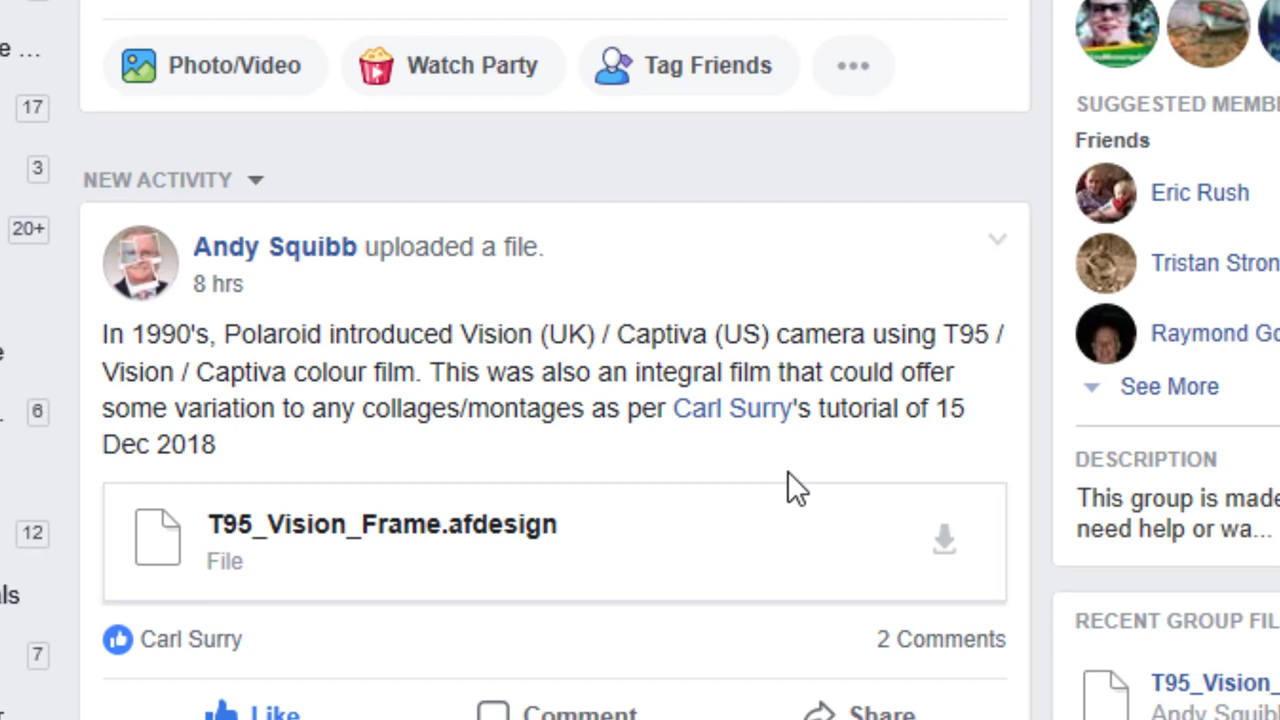 e ...
17
3
20+
e
.
6
12
ls
7
Photo/Video
Watch Party
Tag Friends
NEW ACTIVITY
Andy Squibb uploaded a file.
8 hrs
In 1990's, Polaroid introduced Vision (UK) / Captiva (US) camera using T95 /
Vision / Captiva colour film. This was also an integral film that could offer
some variation to any collages/montages as per Carl Surry's tutorial of 15
Dec 2018
T95_Vision_Frame.afdesign
File
Carl Surry
2 Comments
Like
Comment
Share
SUGGESTED MEMB
Friends
Eric Rush
Tristan Stron
Raymond Go
See More
DESCRIPTION
This group is made
need help or wa...
RECENT GROUP FIL
T95_Vision_
Andy Squibb